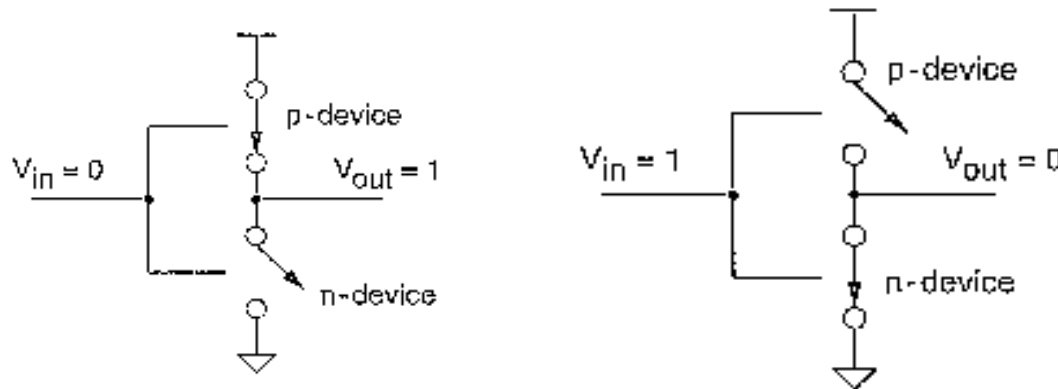 p-device
V_in = 0
V_out = 1
n-device
p-device
V_in = 1
V_out = 0
n-device